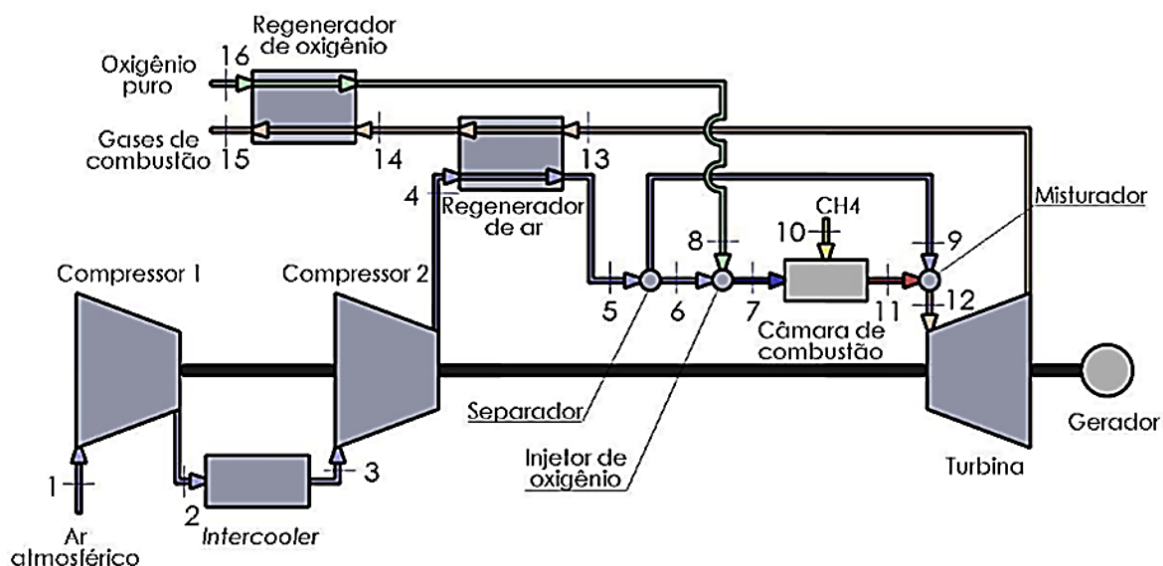 Regenerador
de oxigênio
16
Oxigênio
puro
Gases de
combustão
15
14
13
4
Regenerador
de ar
CH4
10
Misturador
8
9
Compressor 1
Compressor 2
5
6
7
11
12
Câmara de
combustão
Separador
Gerador
Injetor de
oxigênio
Turbina
1
2
3
Ar
atmosférico
Intercooler